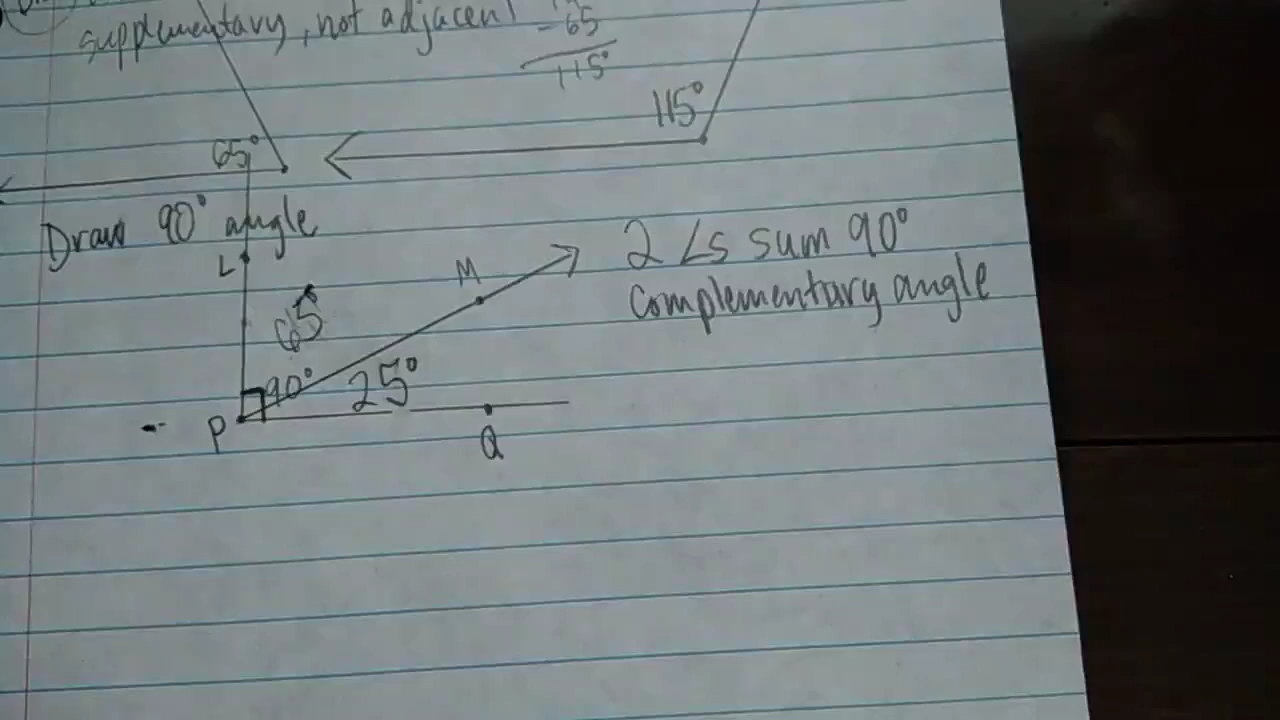 supplementary, not adjacent
- 65
115°
115°
65°
Draw 90° angle
L
M
2 ∠s sum 90°
complementary angle
65
90°
25°
P
Q